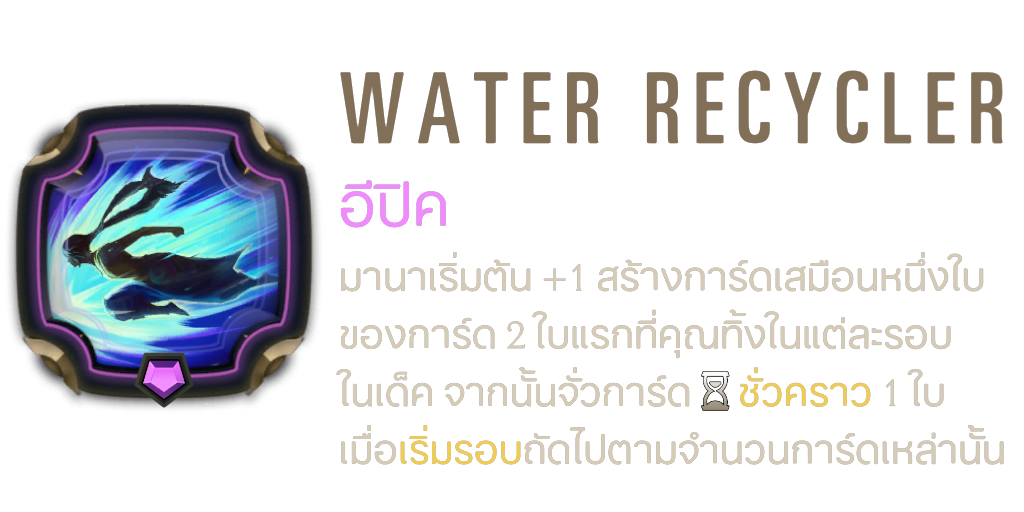 WATER RECYCLER
อีปิค
มานาเริ่มต้น +1 สร้างการ์ดเสมือนหนึ่งใบ
ของการ์ด 2 ใบแรกที่คุณทิ้งในแต่ละรอบ
ในเด็ค จากนั้นจั่วการ์ด ชั่วคราว 1 ใบ
เมื่อเริ่มรอบถัดไปตามจำนวนการ์ดเหล่านั้น